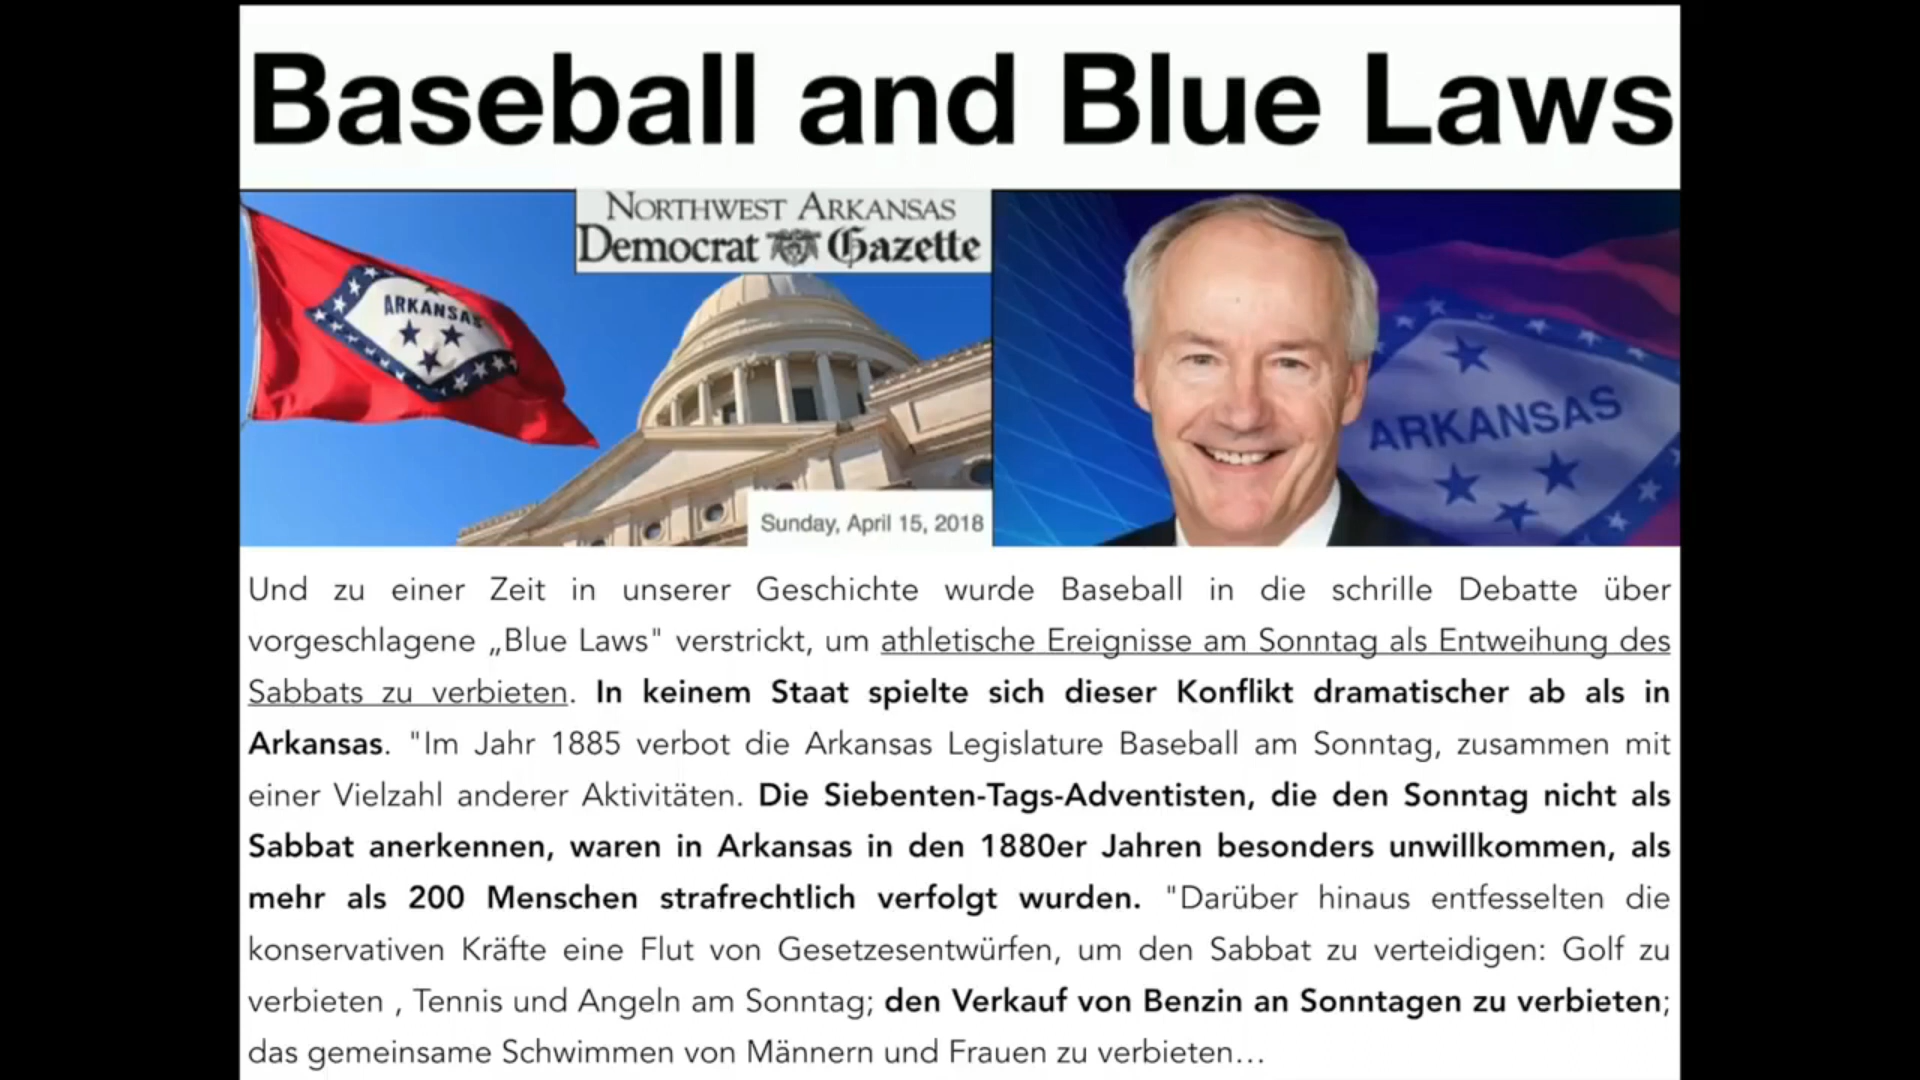 Baseball and Blue Laws
NORTHWEST ARKANSAS
Democrat Gazette
ARKANSAS
ARKANSAS
Sunday, April 15, 2018
Und zu einer Zeit in unserer Geschichte wurde Baseball in die schrille Debatte über
vorgeschlagene „Blue Laws" verstrickt, um athletische Ereignisse am Sonntag als Entweihung des
Sabbats zu verbieten. In keinem Staat spielte sich dieser Konflikt dramatischer ab als in
Arkansas. "Im Jahr 1885 verbot die Arkansas Legislature Baseball am Sonntag, zusammen mit
einer Vielzahl anderer Aktivitäten. Die Siebenten-Tags-Adventisten, die den Sonntag nicht als
Sabbat anerkennen, waren in Arkansas in den 1880er Jahren besonders unwillkommen, als
mehr als 200 Menschen strafrechtlich verfolgt wurden. "Darüber hinaus entfesselten die
konservativen Kräfte eine Flut von Gesetzesentwürfen, um den Sabbat zu verteidigen: Golf zu
verbieten , Tennis und Angeln am Sonntag; den Verkauf von Benzin an Sonntagen zu verbieten;
das gemeinsame Schwimmen von Männern und Frauen zu verbieten…